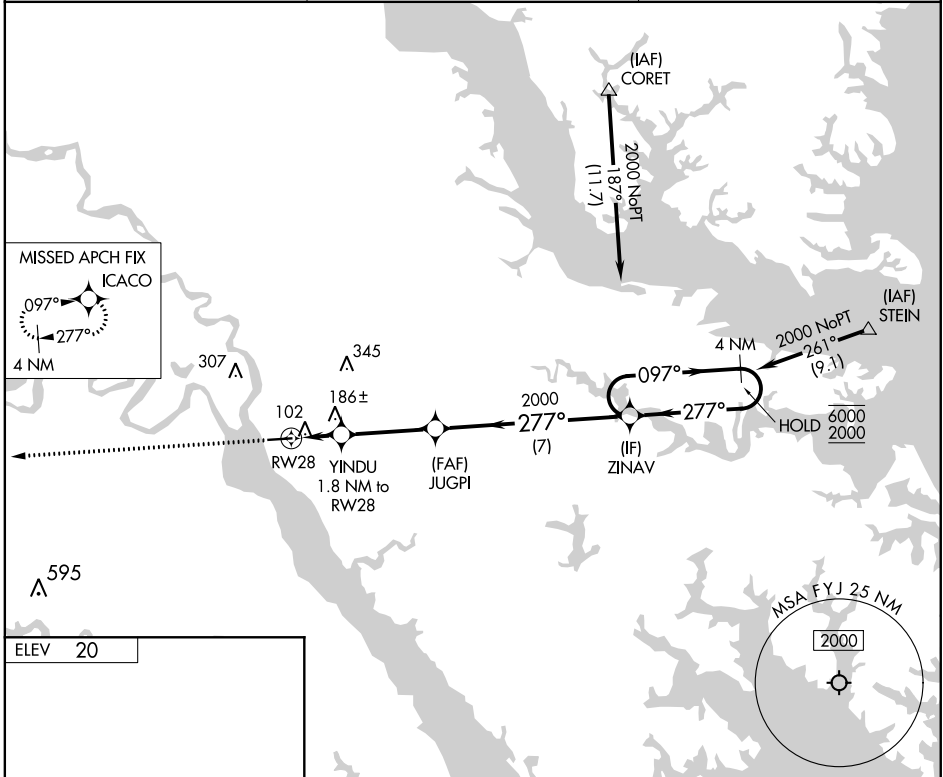 (IAF)
CORET
2000 NoPT
187°
(11.7)
MISSED APCH FIX
ICACO
097°
277°
4 NM
(IAF)
STEIN
2000 NoPT
261°
(9.1)
4 NM
307
345
097°
186±
2000
277°
(7)
277°
HOLD
6000
2000
102
RW28
YINDU
1.8 NM to
RW28
(FAF)
JUGPI
(IF)
ZINAV
595
MSA FYJ 25 NM
2000
ELEV 20